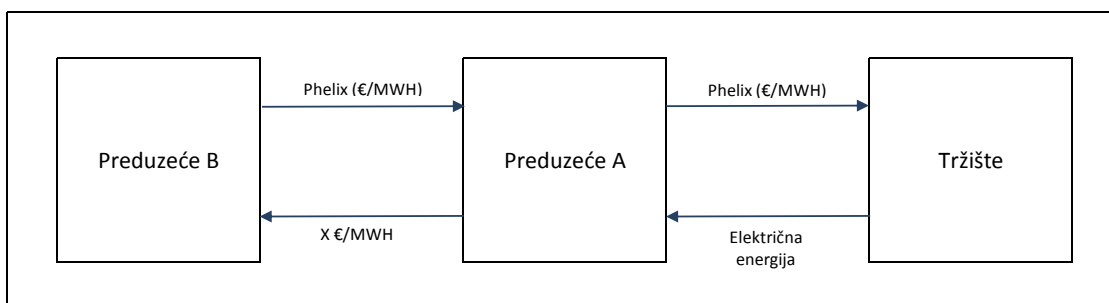 Phelix (€/MWH)
Phelix (€/MWH)
Preduzeće B
Preduzeće A
Tržište
X €/MWH
Električna
energija